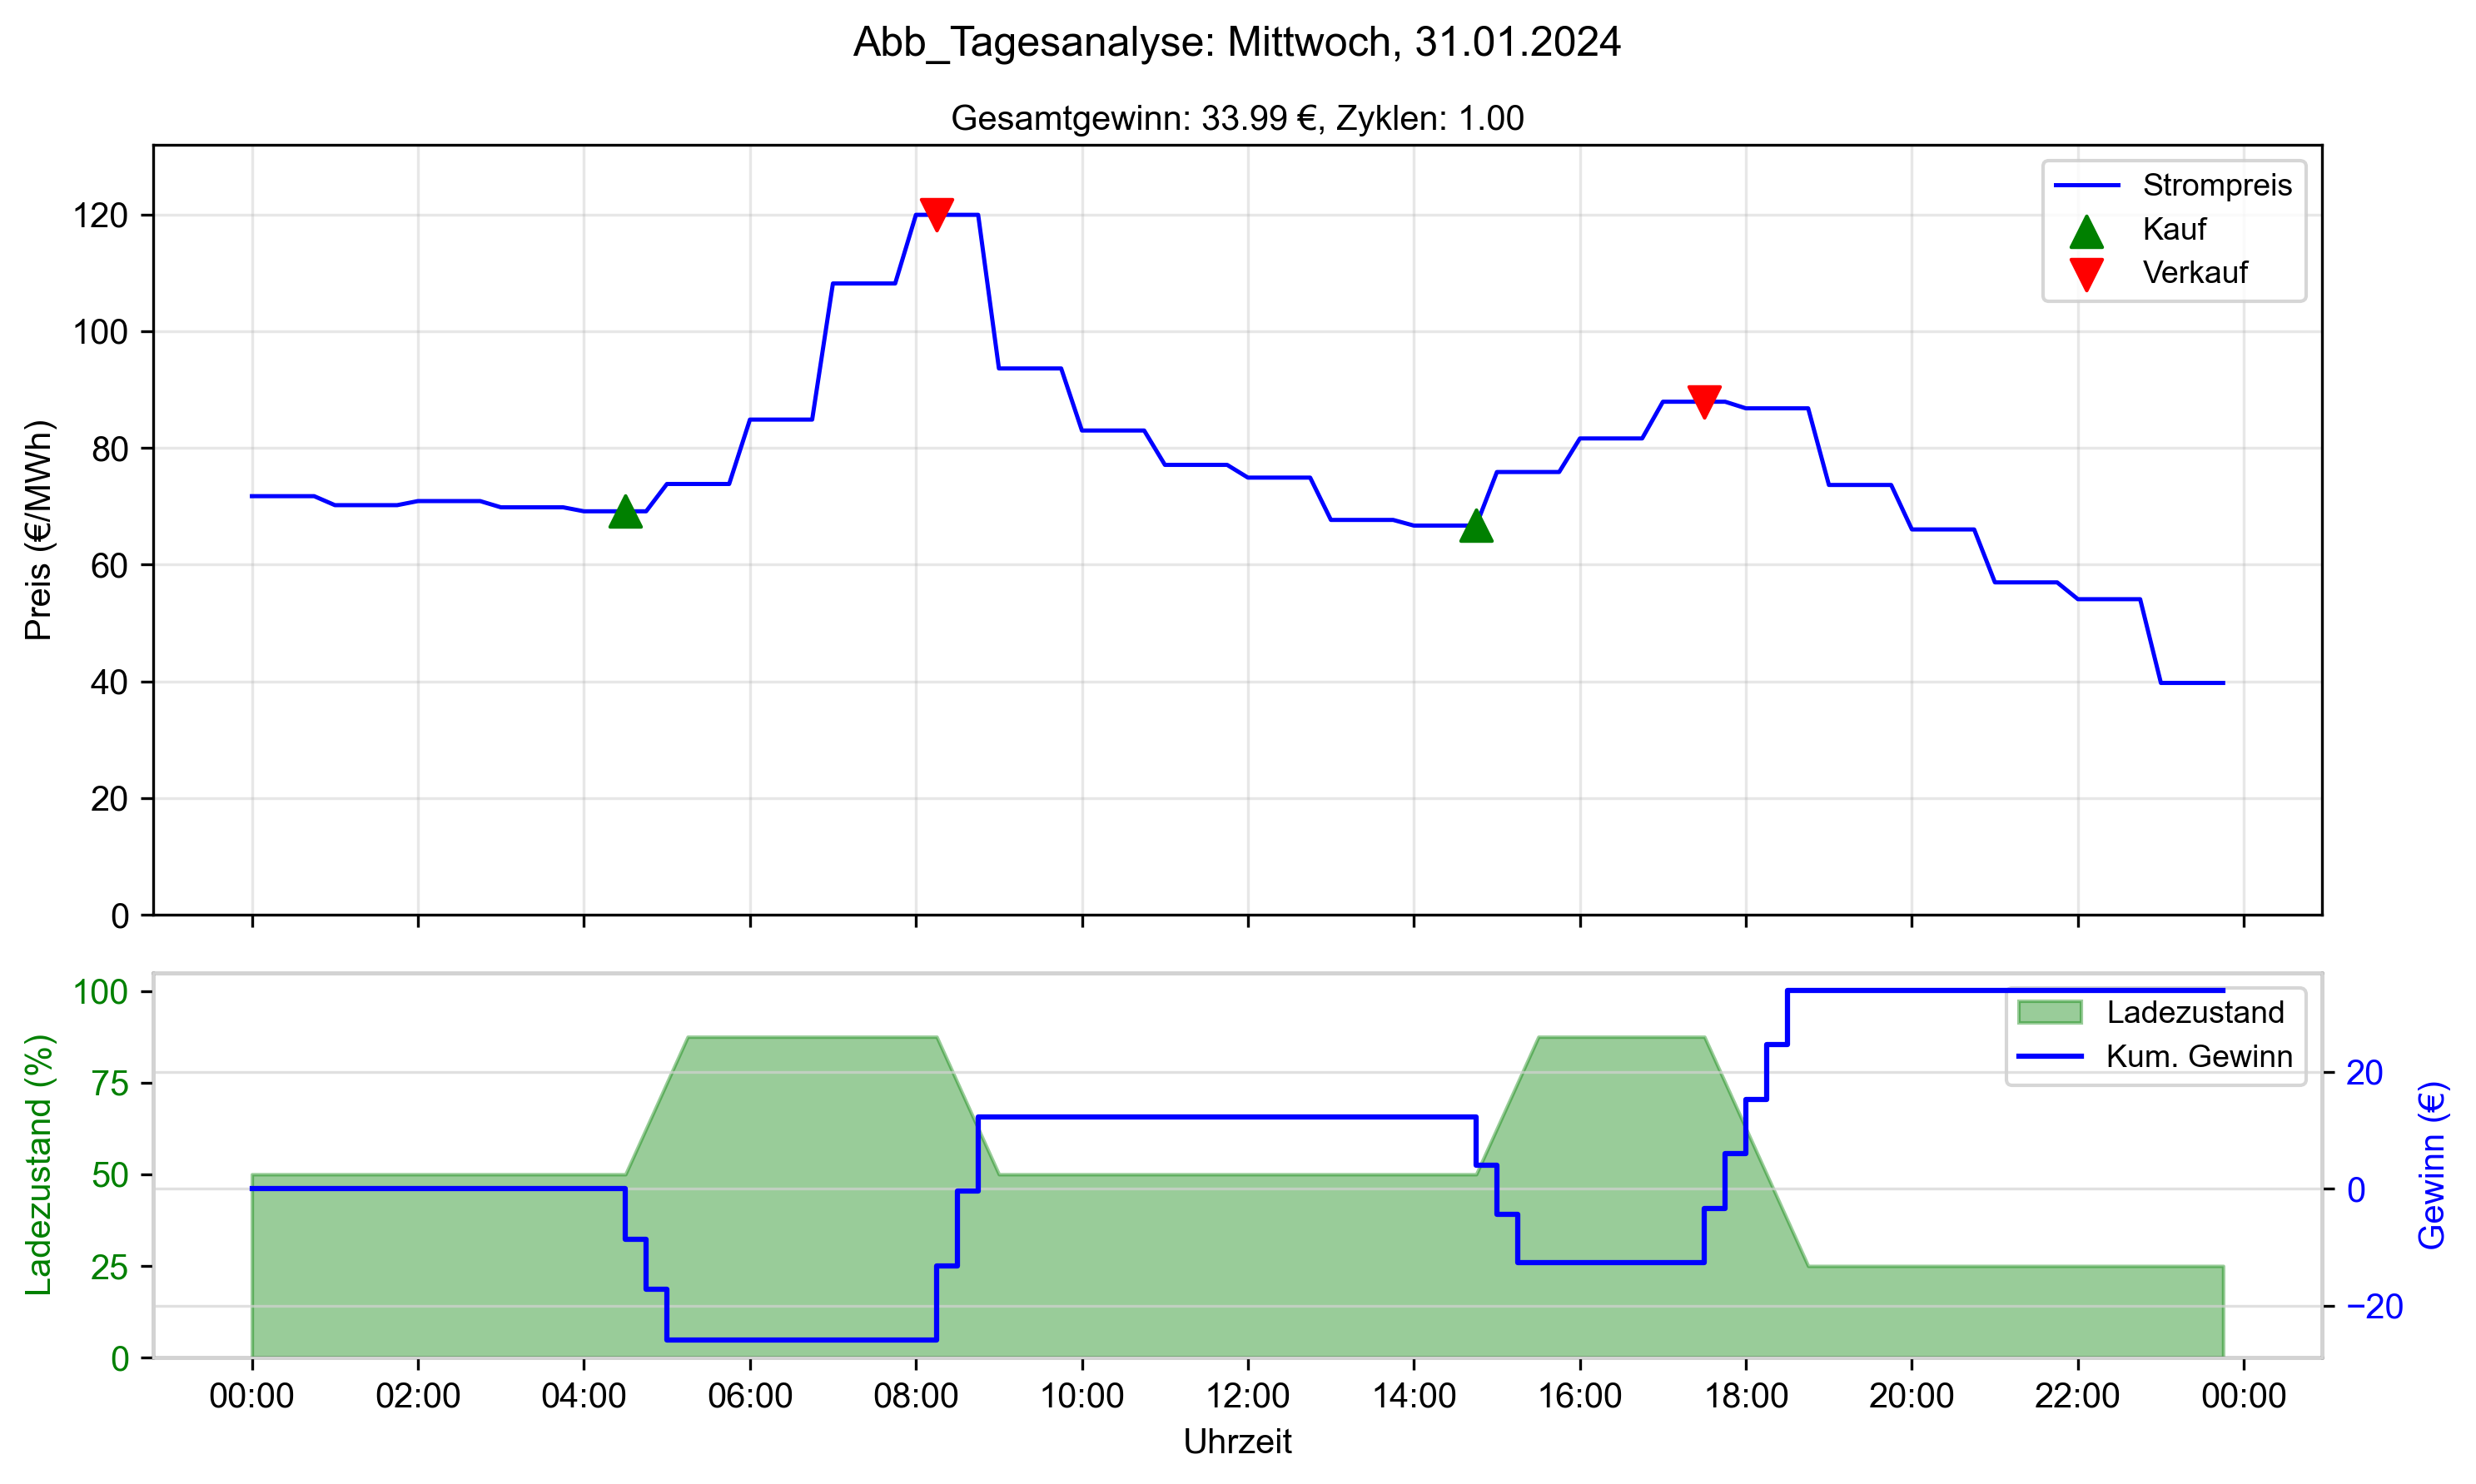 Abb_Tagesanalyse: Mittwoch, 31.01.2024
Gesamtgewinn: 33.99 €, Zyklen: 1.00
Preis (€/MWh)
120
100
80
60
40
20
0
Strompreis
Kauf
Verkauf
Ladezustand (%)
100
75
50
25
0
Ladezustand
Kum. Gewinn
20
0
−20
Gewinn (€)
00:00 02:00 04:00 06:00 08:00 10:00 12:00 14:00 16:00 18:00 20:00 22:00 00:00
Uhrzeit